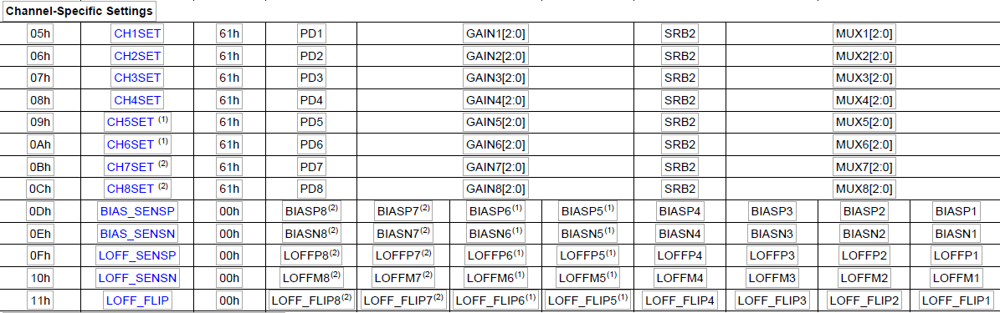 Channel-Specific Settings
05h CH1SET 61h PD1 GAIN1[2:0] SRB2 MUX1[2:0]
06h CH2SET 61h PD2 GAIN2[2:0] SRB2 MUX2[2:0]
07h CH3SET 61h PD3 GAIN3[2:0] SRB2 MUX3[2:0]
08h CH4SET 61h PD4 GAIN4[2:0] SRB2 MUX4[2:0]
09h CH5SET (1) 61h PD5 GAIN5[2:0] SRB2 MUX5[2:0]
0Ah CH6SET (1) 61h PD6 GAIN6[2:0] SRB2 MUX6[2:0]
0Bh CH7SET (2) 61h PD7 GAIN7[2:0] SRB2 MUX7[2:0]
0Ch CH8SET (2) 61h PD8 GAIN8[2:0] SRB2 MUX8[2:0]
0Dh BIAS_SENSP 00h BIASP8(2) BIASP7(2) BIASP6(1) BIASP5(1) BIASP4 BIASP3 BIASP2 BIASP1
0Eh BIAS_SENSN 00h BIASN8(2) BIASN7(2) BIASN6(1) BIASN5(1) BIASN4 BIASN3 BIASN2 BIASN1
0Fh LOFF_SENSP 00h LOFFP8(2) LOFFP7(2) LOFFP6(1) LOFFP5(1) LOFFP4 LOFFP3 LOFFP2 LOFFP1
10h LOFF_SENSN 00h LOFFM8(2) LOFFM7(2) LOFFM6(1) LOFFM5(1) LOFFM4 LOFFM3 LOFFM2 LOFFM1
11h LOFF_FLIP 00h LOFF_FLIP8(2) LOFF_FLIP7(2) LOFF_FLIP6(1) LOFF_FLIP5(1) LOFF_FLIP4 LOFF_FLIP3 LOFF_FLIP2 LOFF_FLIP1